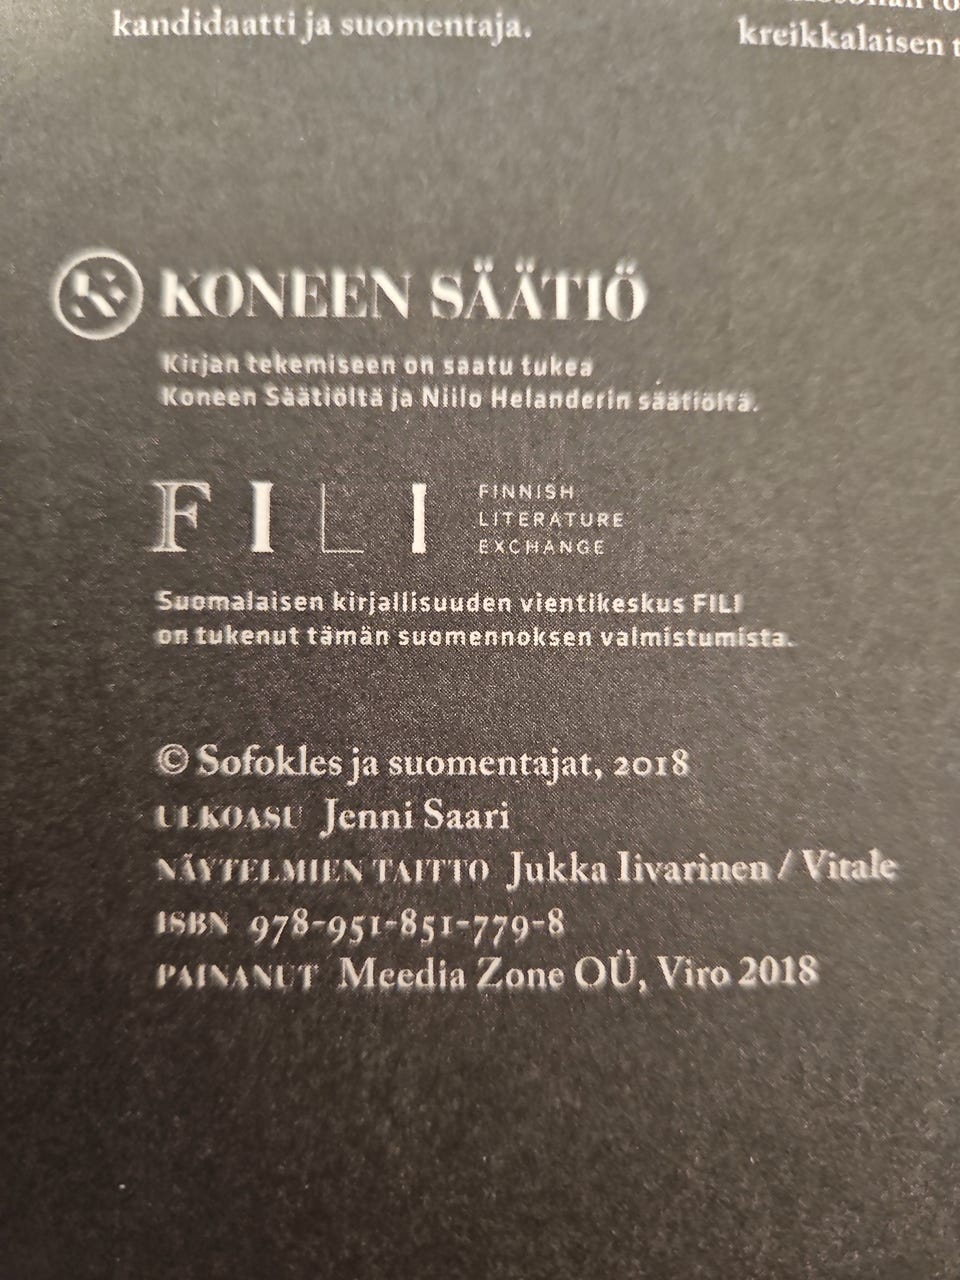 kandidaatti ja suomentaja.
kreikkalaisen
KONEEN SÄÄTIÖ
Kirjan tekemiseen on saatu tukea
Koneen Säätiöltä ja Niilo Helanderin säätiöltä.
FILI
FINNISH
LITERATURE
EXCHANGE
Suomalaisen kirjallisuuden vientikeskus FILI
on tukenut tämän suomennoksen valmistumista.
© Sofokles ja suomentajat, 2018
ULKOASU Jenni Saari
NÄYTELMIEN TAITTO Jukka Iivarinen / Vitale
ISBN 978-951-851-779-8
PAINANUT Meedia Zone OÜ, Viro 2018